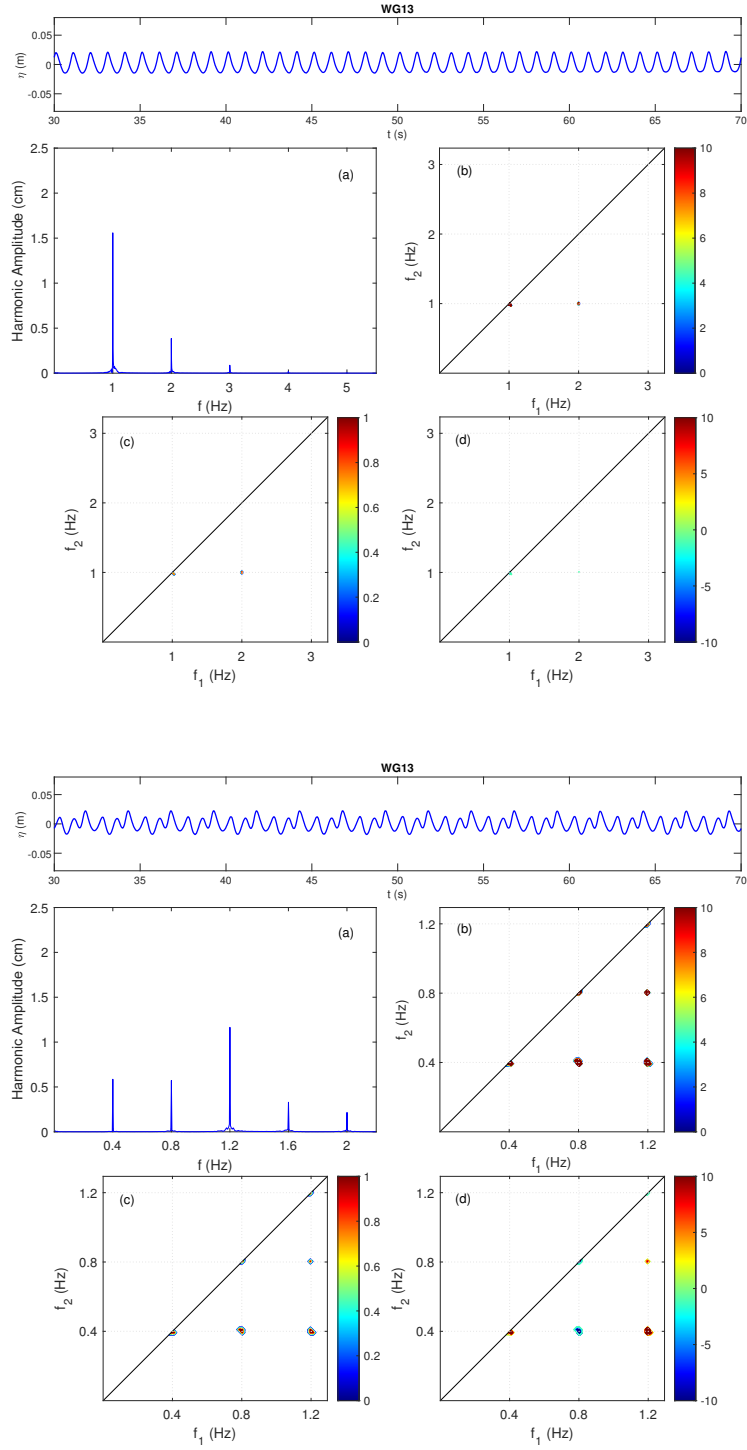 WG13
0.05
0
-0.05
η (m)
30 35 40 45 50 55 60 65 70
t (s)
2.5
2
1.5
1
0.5
0
Harmonic Amplitude (cm)
(a)
1 2 3 4 5
f (Hz)
3
2
1
f2 (Hz)
(b)
1 2 3
f1 (Hz)
10
8
6
4
2
0
3
2
1
f2 (Hz)
(c)
1 2 3
f1 (Hz)
1
0.8
0.6
0.4
0.2
0
3
2
1
f2 (Hz)
(d)
1 2 3
f1 (Hz)
10
5
0
-5
-10
WG13
0.05
0
-0.05
η (m)
30 35 40 45 50 55 60 65 70
t (s)
2.5
2
1.5
1
0.5
0
Harmonic Amplitude (cm)
(a)
0.4 0.8 1.2 1.6 2
f (Hz)
1.2
0.8
0.4
f2 (Hz)
(b)
0.4 0.8 1.2
f1 (Hz)
10
8
6
4
2
0
1.2
0.8
0.4
f2 (Hz)
(c)
0.4 0.8 1.2
f1 (Hz)
1
0.8
0.6
0.4
0.2
0
1.2
0.8
0.4
f2 (Hz)
(d)
0.4 0.8 1.2
f1 (Hz)
10
5
0
-5
-10